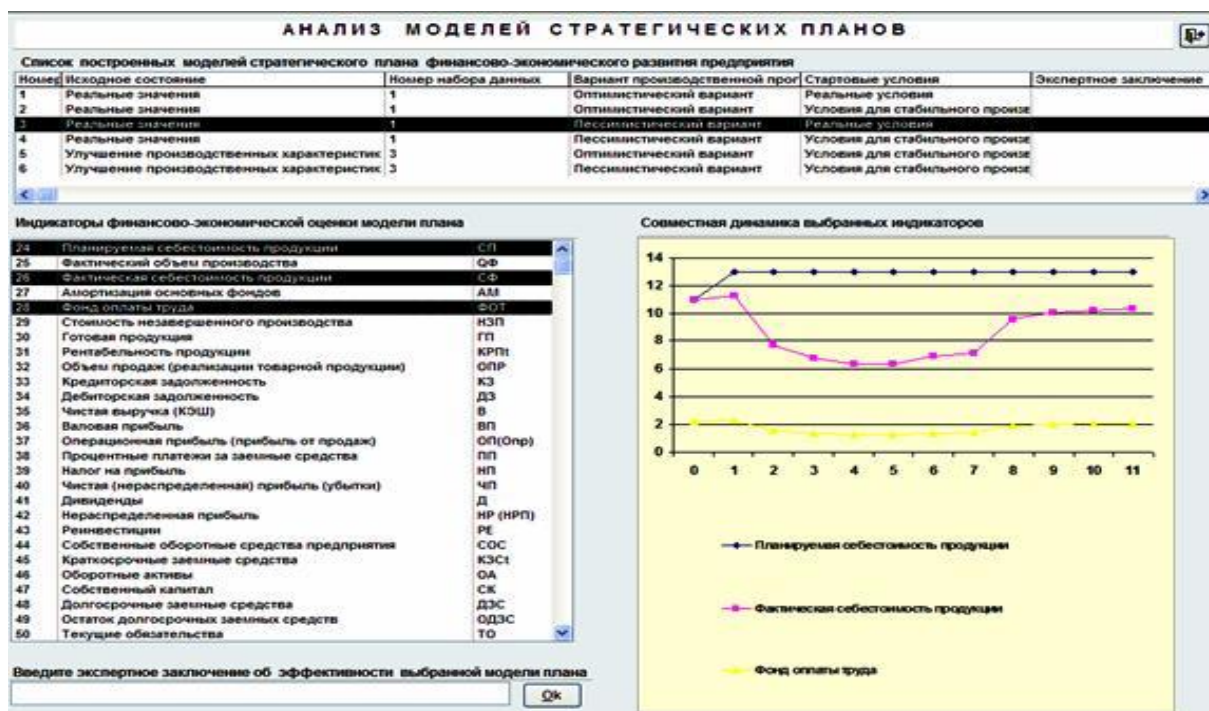 АНАЛИЗ МОДЕЛЕЙ СТРАТЕГИЧЕСКИХ ПЛАНОВ
Список построенных моделей стратегического плана финансово-экономического развития предприятия
Номер Исходное состояние Номер набора данных Вариант производственной прог Стартовые условия Экспертное заключение
1 Реальные значения 1 Оптимистический вариант Реальные условия
2 Реальные значения 1 Оптимистический вариант Условия для стабильного произв
3 Реальные значения 1 Пессимистический вариант Реальные условия
4 Реальные значения 1 Пессимистический вариант Условия для стабильного произв
5 Улучшение производственных характеристик 3 Оптимистический вариант Условия для стабильного произв
6 Улучшение производственных характеристик 3 Пессимистический вариант Условия для стабильного произв
Индикаторы финансово-экономической оценки модели плана
24 Планируемая себестоимость продукции СП
25 Фактический объем производства QФ
26 Фактическая себестоимость продукции СФ
27 Амортизация основных фондов АМ
28 Фонд оплаты труда ФОТ
29 Стоимость незавершенного производства НЗП
30 Готовая продукция ГП
31 Рентабельность продукции КРПt
32 Объем продаж (реализации товарной продукции) ОПР
33 Кредиторская задолженность КЗ
34 Дебиторская задолженность ДЗ
35 Чистая выручка (КЭШ) В
36 Валовая прибыль ВП
37 Операционная прибыль (прибыль от продаж) ОП(Опр)
38 Процентные платежи за заемные средства ПП
39 Налог на прибыль НП
40 Чистая (нераспределенная) прибыль (убытки) ЧП
41 Дивиденды Д
42 Нераспределенная прибыль НР (НРП)
43 Реинвестиции РЕ
44 Собственные оборотные средства предприятия СОС
45 Краткосрочные заемные средства КЗСt
46 Оборотные активы ОА
47 Собственный капитал СК
48 Долгосрочные заемные средства ДЗС
49 Остаток долгосрочных заемных средств ОДЗС
50 Текущие обязательства ТО
Введите экспертное заключение об эффективности выбранной модели плана
Ok
Совместная динамика выбранных индикаторов
14
12
10
8
6
4
2
0
0 1 2 3 4 5 6 7 8 9 10 11
Планируемая себестоимость продукции
Фактическая себестоимость продукции
Фонд оплаты труда